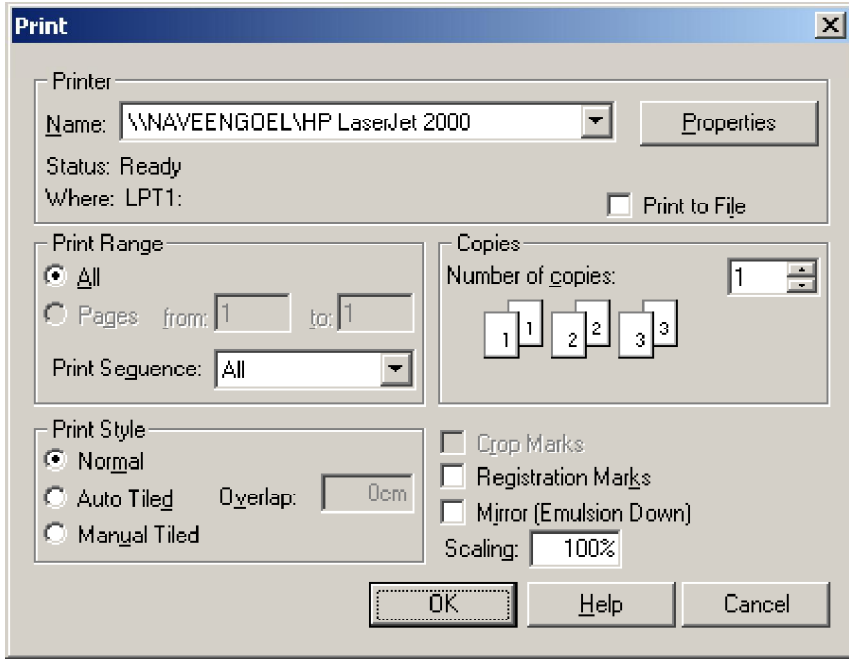 Print
Printer
Name: \\NAVEENGOEL\HP LaserJet 2000 Properties
Status: Ready
Where: LPT1: Print to File
Print Range
All
Pages from: 1 to: 1
Print Seguence: All
Copies
Number of copies: 1
1 1 2 2 3 3
Print Style
Normal
Auto Tiled Overlap: 0cm
Manual Tiled
Crop Marks
Registration Marks
Mirror (Emulsion Down)
Scaling: 100%
OK Help Cancel